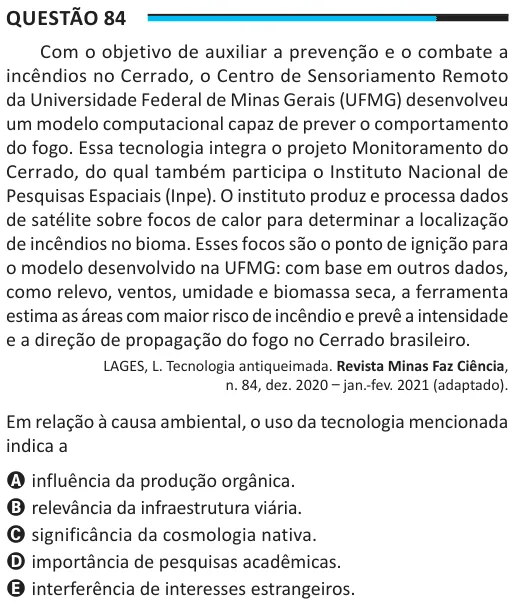 QUESTÃO 84
Com o objetivo de auxiliar a prevenção e o combate a
incêndios no Cerrado, o Centro de Sensoriamento Remoto
da Universidade Federal de Minas Gerais (UFMG) desenvolveu
um modelo computacional capaz de prever o comportamento
do fogo. Essa tecnologia integra o projeto Monitoramento do
Cerrado, do qual também participa o Instituto Nacional de
Pesquisas Espaciais (Inpe). O instituto produz e processa dados
de satélite sobre focos de calor para determinar a localização
de incêndios no bioma. Esses focos são o ponto de ignição para
o modelo desenvolvido na UFMG: com base em outros dados,
como relevo, ventos, umidade e biomassa seca, a ferramenta
estima as áreas com maior risco de incêndio e prevê a intensidade
e a direção de propagação do fogo no Cerrado brasileiro.
LAGES, L. Tecnologia antiqueimada. Revista Minas Faz Ciência,
n. 84, dez. 2020 – jan.-fev. 2021 (adaptado).
Em relação à causa ambiental, o uso da tecnologia mencionada
indica a
A influência da produção orgânica.
B relevância da infraestrutura viária.
C significância da cosmologia nativa.
D importância de pesquisas acadêmicas.
E interferência de interesses estrangeiros.